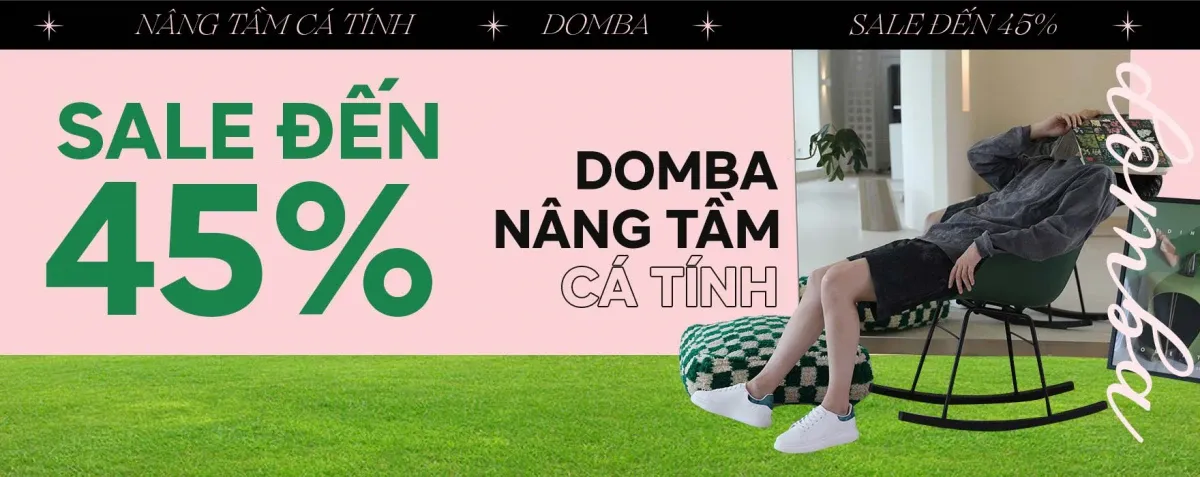 NÂNG TẦM CÁ TÍNH DOMBA SALE ĐẾN 45%
SALE ĐẾN
45%
DOMBA
NÂNG TẦM
CÁ TÍNH
domba